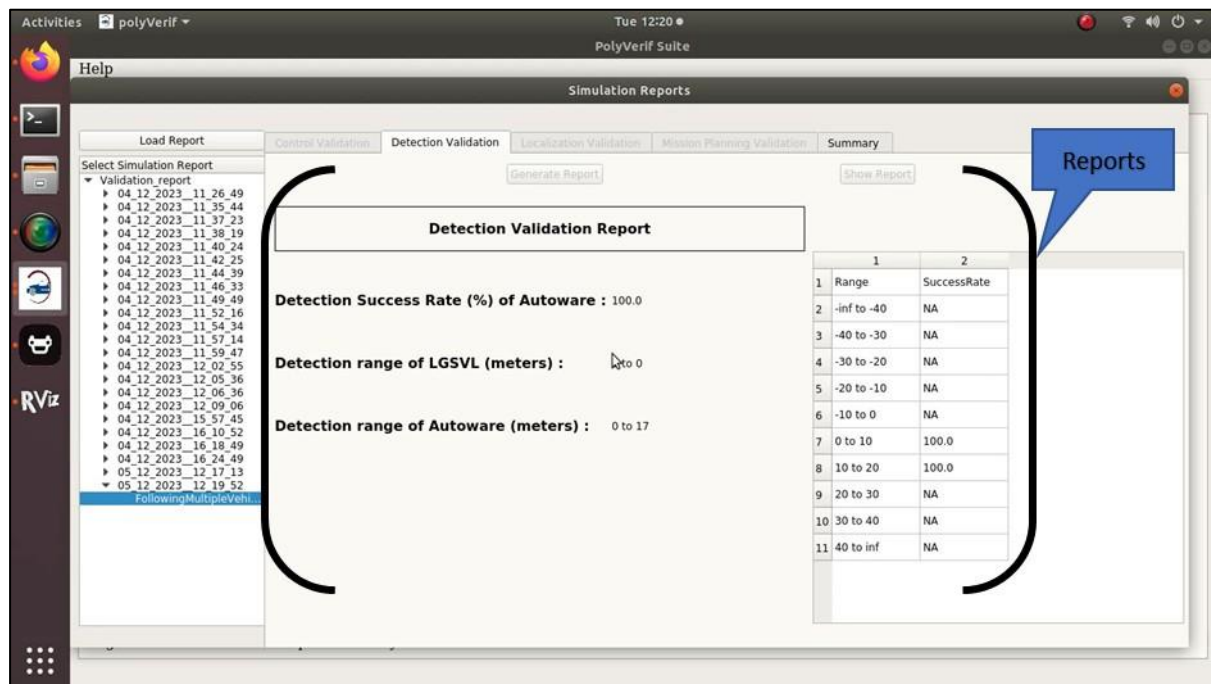 Activities polyVerif Tue 12:20
PolyVerif Suite
Help
Simulation Reports
Load Report
Control Validation Detection Validation Localization Validation Mission Planning Validation Summary
Reports
Select Simulation Report
Generate Report Show Report
Validation_report
04_12_2023__11_26_49
04_12_2023__11_35_44
04_12_2023__11_37_23
04_12_2023__11_38_19
04_12_2023__11_40_24
04_12_2023__11_42_25
04_12_2023__11_44_39
04_12_2023__11_46_33
04_12_2023__11_49_49
04_12_2023__11_52_16
04_12_2023__11_54_34
04_12_2023__11_57_14
04_12_2023__11_59_47
04_12_2023__12_02_55
04_12_2023__12_05_36
04_12_2023__12_06_36
04_12_2023__12_09_06
04_12_2023__15_57_45
04_12_2023__16_10_52
04_12_2023__16_18_49
04_12_2023__16_24_49
05_12_2023__12_17_13
05_12_2023__12_19_52
FollowingMultipleVehi...
Detection Validation Report
Detection Success Rate (%) of Autoware : 100.0
Detection range of LGSVL (meters) : to 0
Detection range of Autoware (meters) : 0 to 17
1 2
1 Range SuccessRate
2 -inf to -40 NA
3 -40 to -30 NA
4 -30 to -20 NA
5 -20 to -10 NA
6 -10 to 0 NA
7 0 to 10 100.0
8 10 to 20 100.0
9 20 to 30 NA
10 30 to 40 NA
11 40 to inf NA
RViz